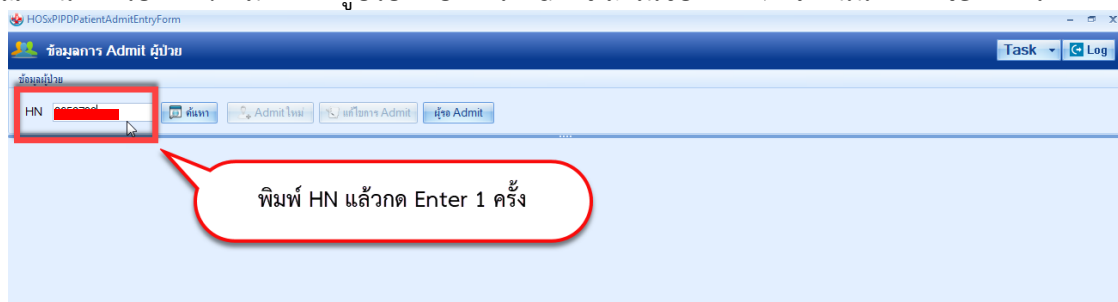 HOSxPIPDPatientAdmitEntryForm
ข้อมูลการ Admit ผู้ป่วย Task Log
ข้อมูลผู้ป่วย
HN ค้นหา Admit ใหม่ แก้ไขการ Admit ผู้รอ Admit
พิมพ์ HN แล้วกด Enter 1 ครั้ง